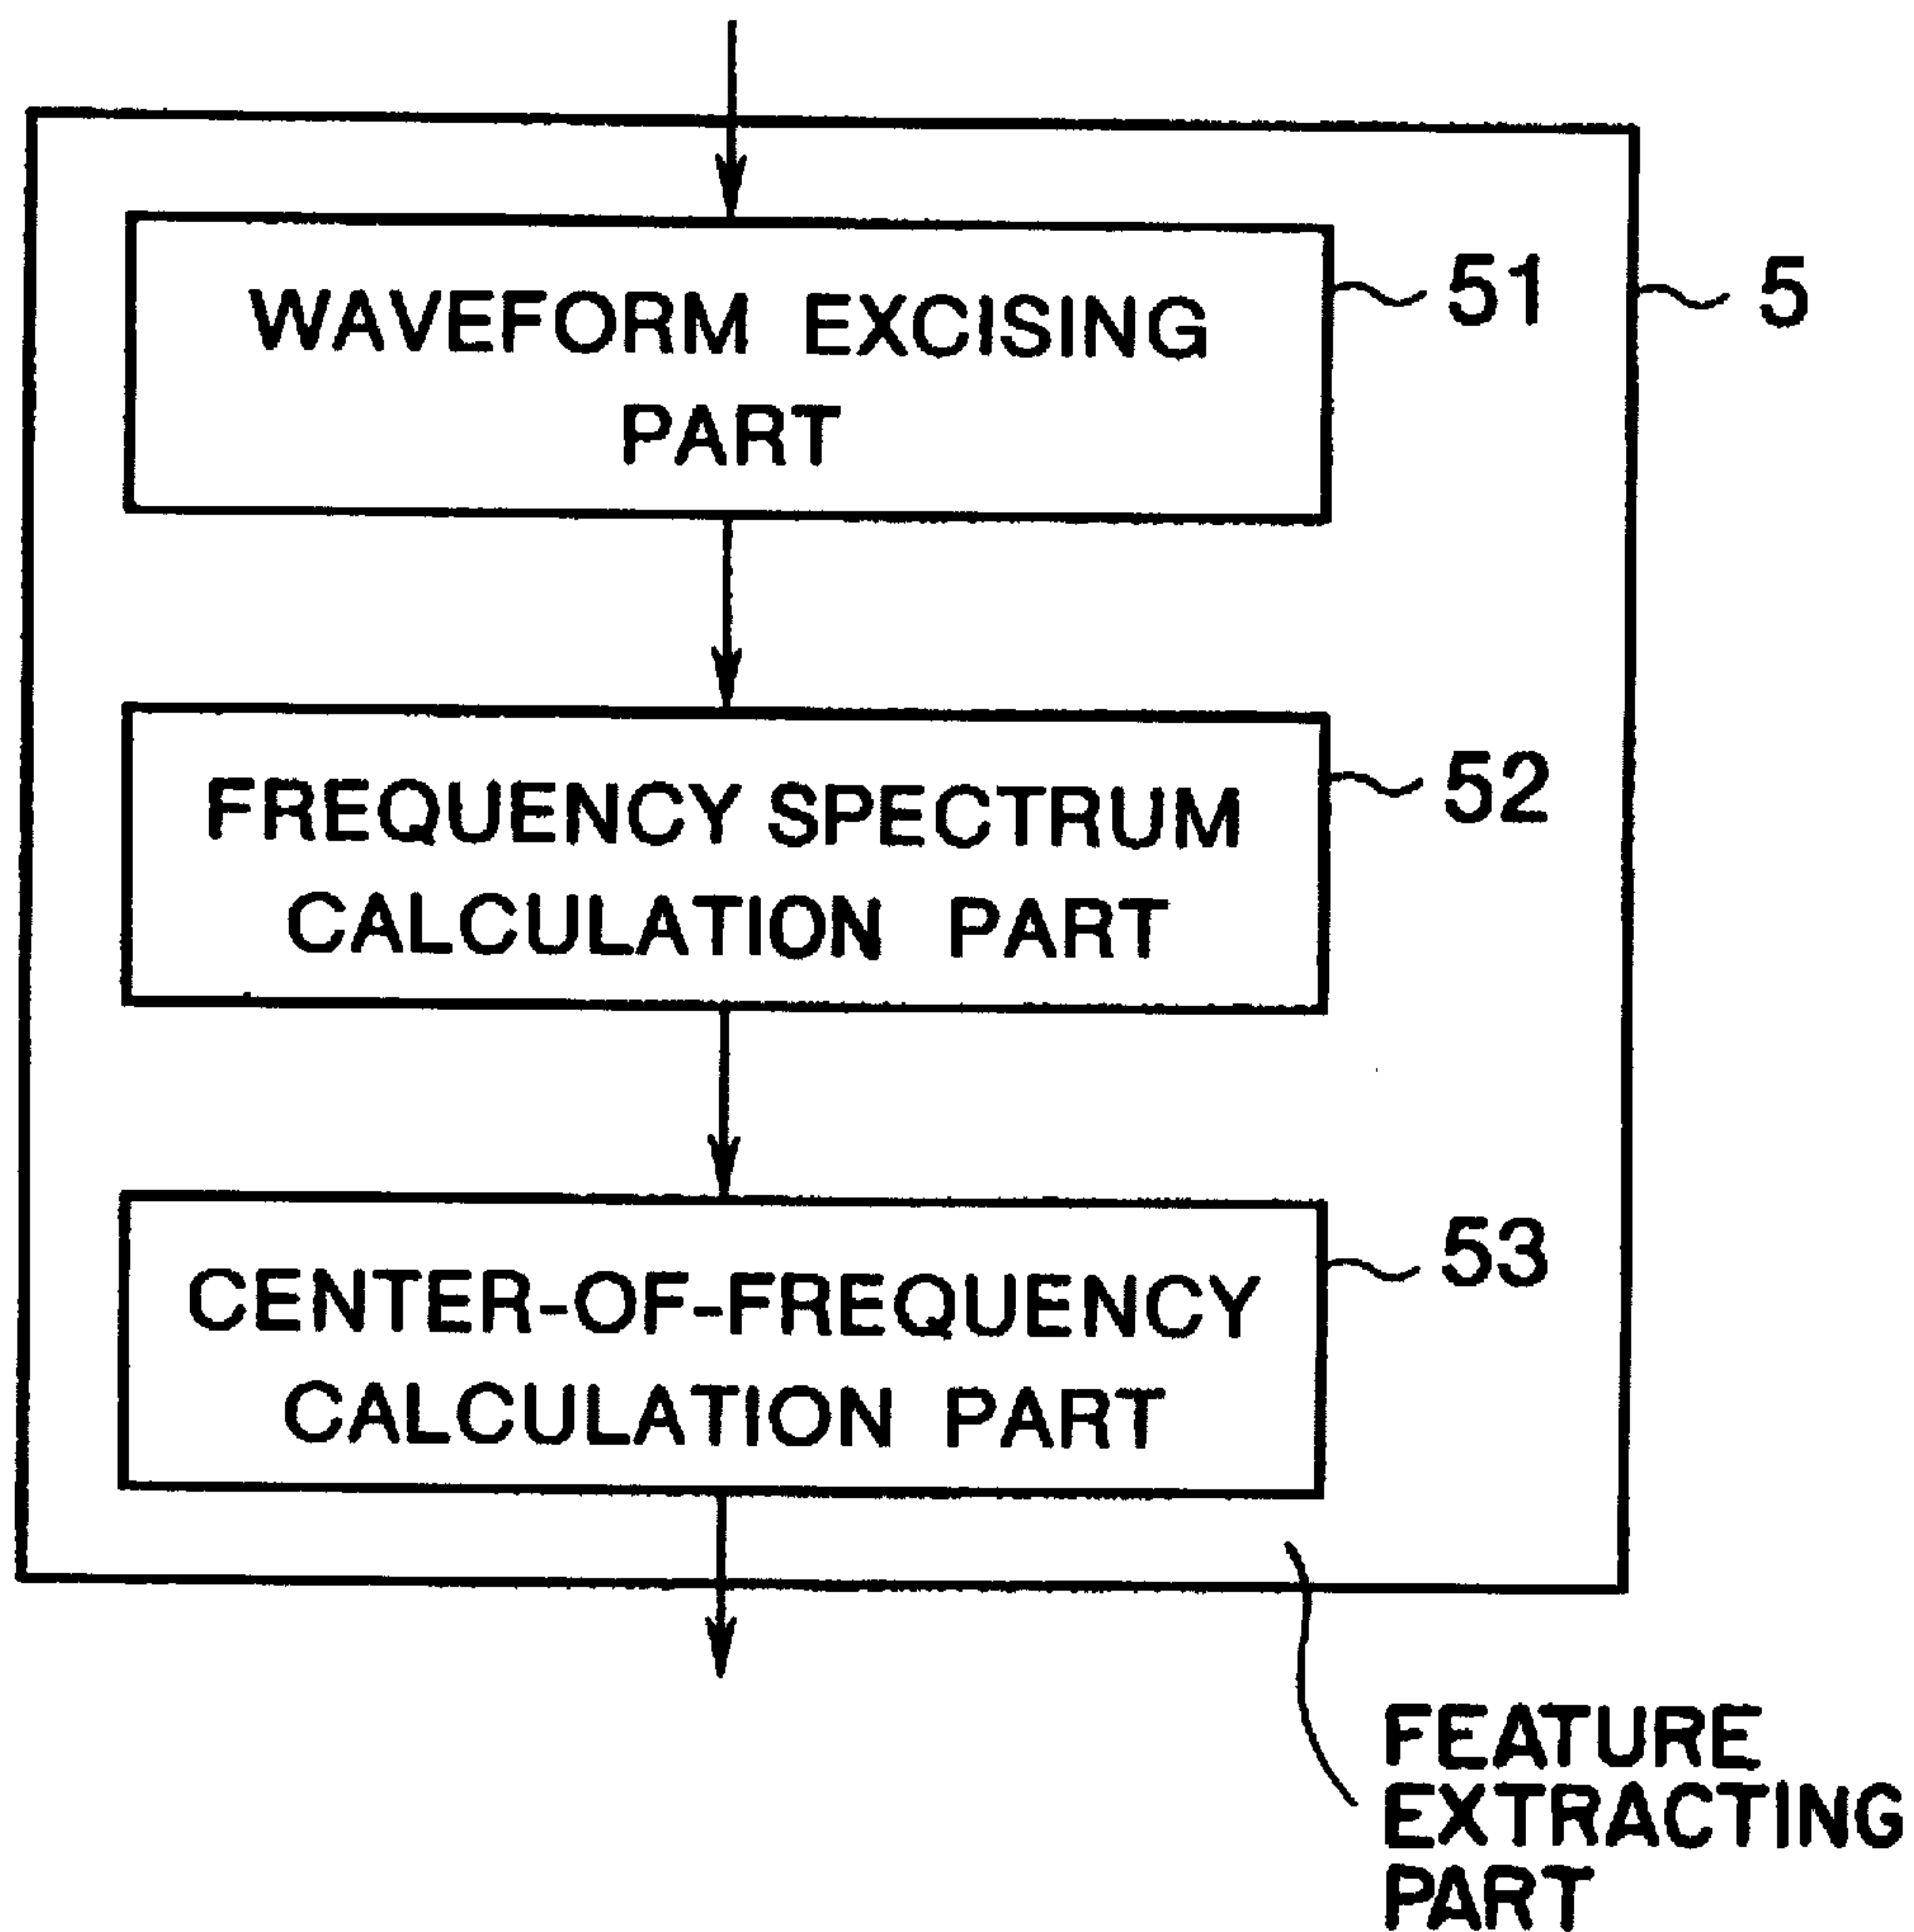 WAVEFORM EXCISING
PART
51
5
FREQUENCY SPECTRUM
CALCULATION PART
52
CENTER-OF-FREQUENCY
CALCULATION PART
53
FEATURE
EXTRACTING
PART